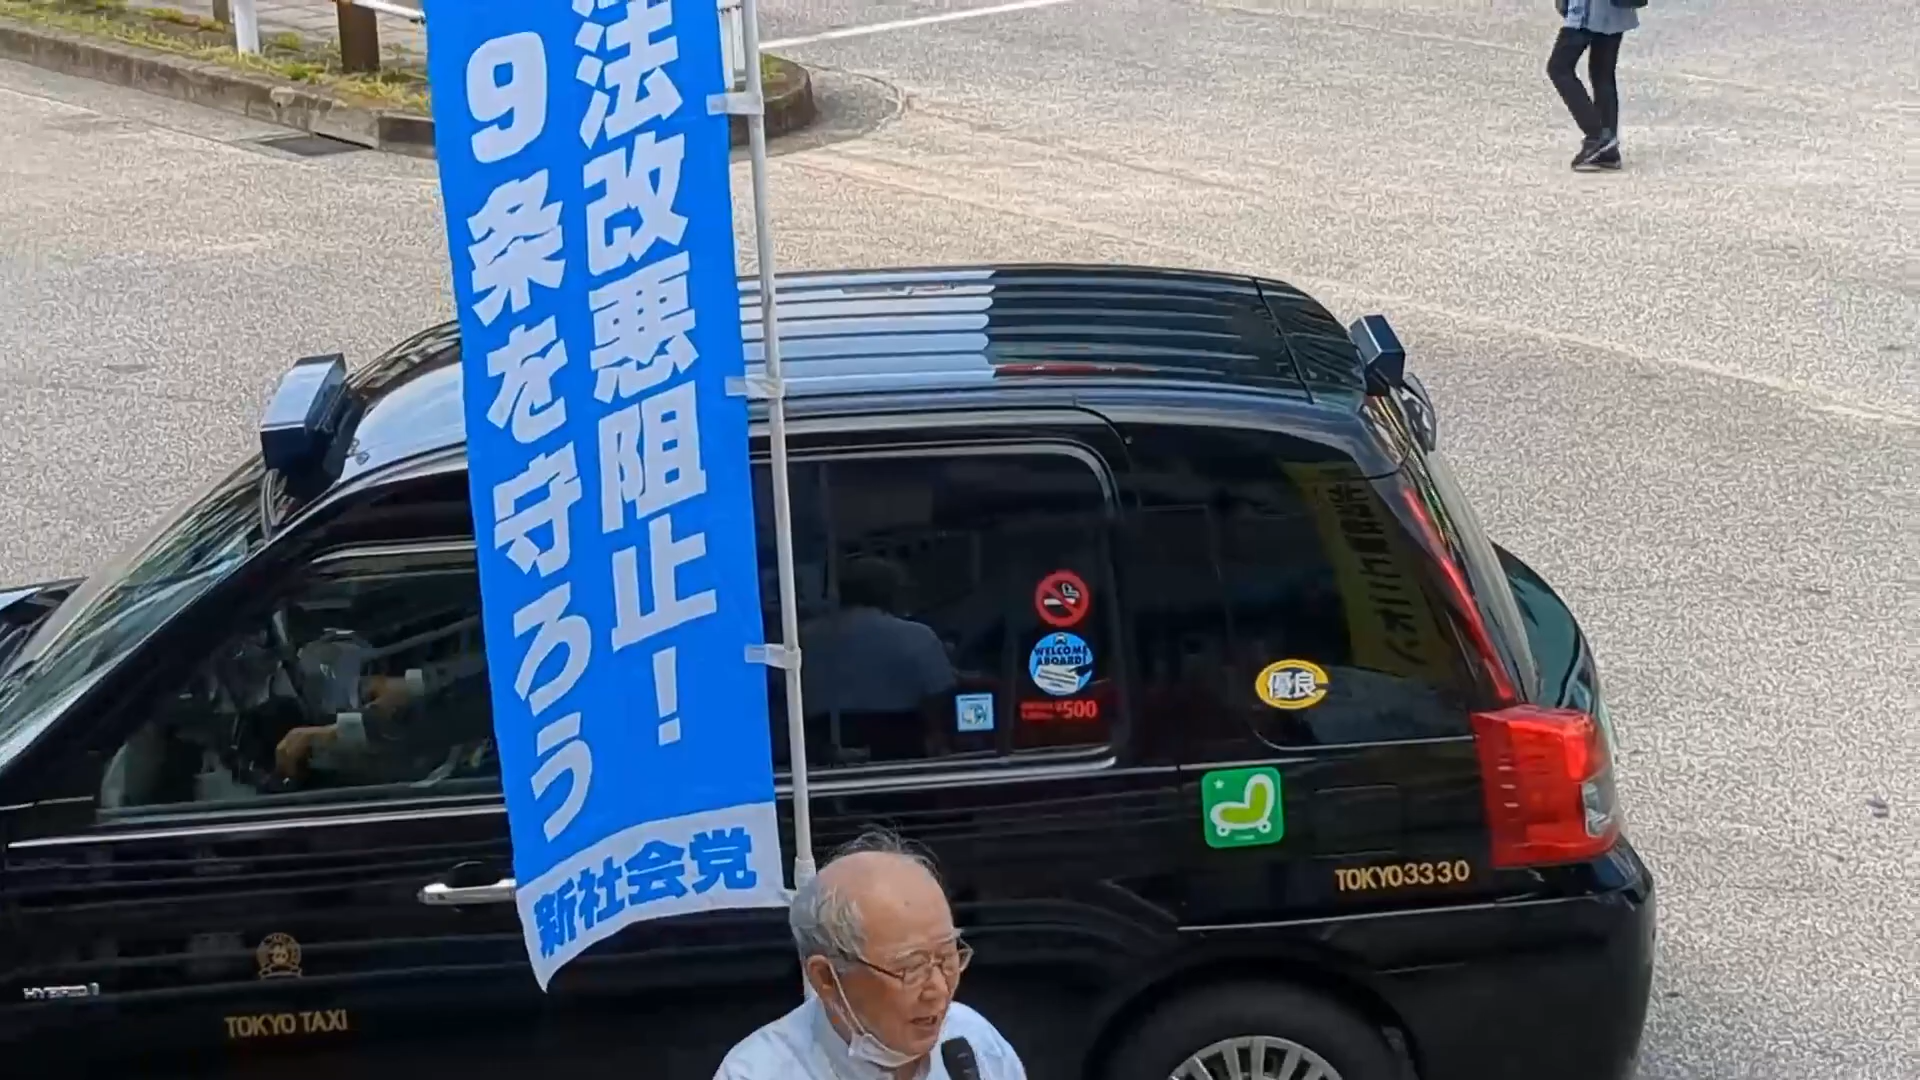 法改悪阻止！
9条を守ろう
新社会党
WELCOME
ABOARD!
500
優良
TOKYO3330
TOKYO TAXI
HYBRID